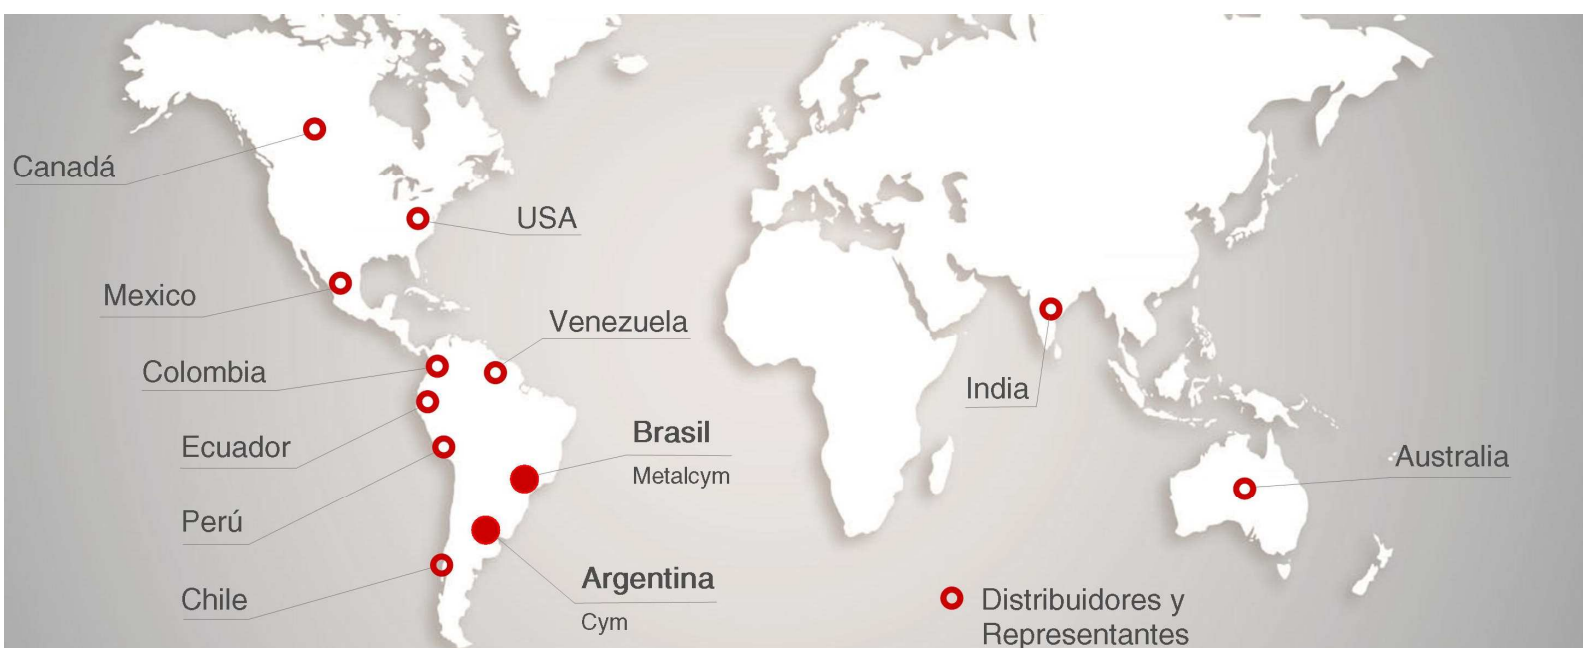 Canadá
USA
Mexico
Venezuela
Colombia
India
Ecuador
Brasil
Metalcym
Australia
Perú
Argentina
Cym
Chile
Distribuidores y
Representantes